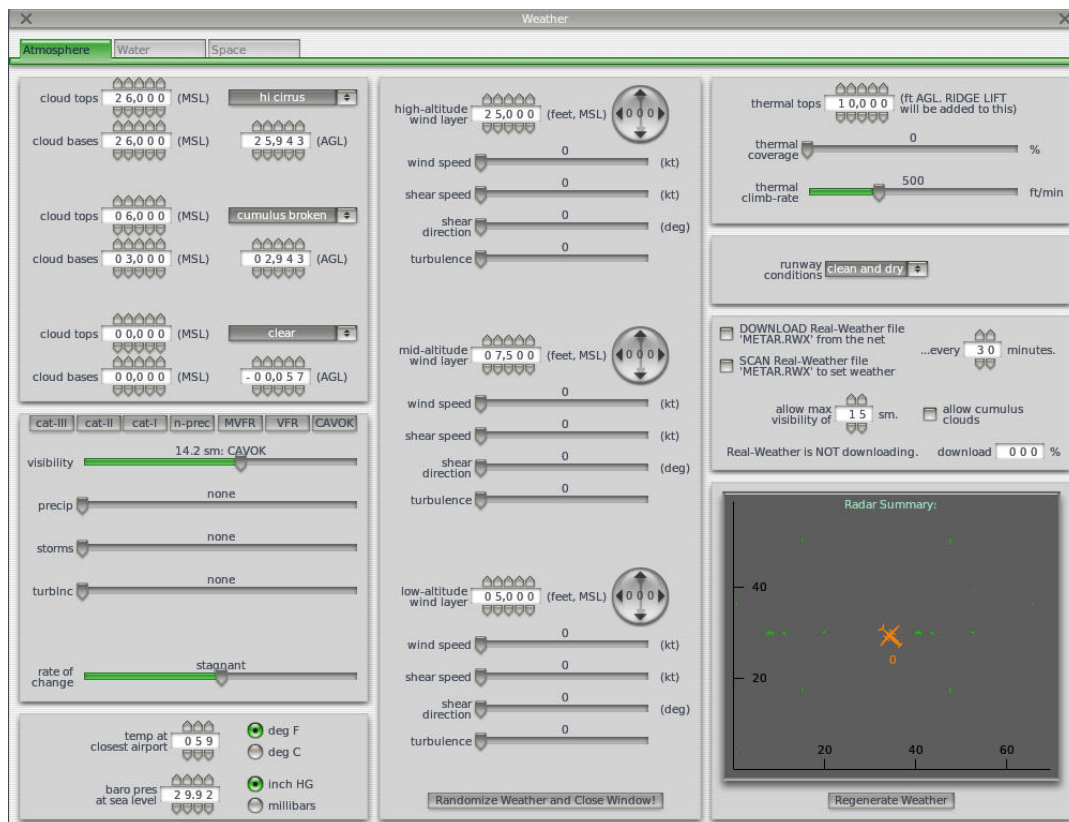 Weather
Atmosphere Water Space
cloud tops 26,000 (MSL) hi cirrus
cloud bases 26,000 (MSL) 25,943 (AGL)
cloud tops 06,000 (MSL) cumulus broken
cloud bases 03,000 (MSL) 02,943 (AGL)
cloud tops 00,000 (MSL) clear
cloud bases 00,000 (MSL) -00,057 (AGL)
cat-III cat-II cat-I n-prec MVFR VFR CAVOK
14.2 sm: CAVOK
visibility
none
precip
none
storms
none
turblnc
stagnant
rate of
change
temp at
closest airport 059
deg F
deg C
baro pres
at sea level 29.92
inch HG
millibars
high-altitude
wind layer 25,000 (feet, MSL) 000
0
wind speed (kt)
0
shear speed (kt)
0
shear
direction (deg)
0
turbulence
mid-altitude
wind layer 07,500 (feet, MSL) 000
0
wind speed (kt)
0
shear speed (kt)
0
shear
direction (deg)
0
turbulence
low-altitude
wind layer 05,000 (feet, MSL) 000
0
wind speed (kt)
0
shear speed (kt)
0
shear
direction (deg)
0
turbulence
Randomize Weather and Close Window!
thermal tops 10,000 (ft AGL. RIDGE LIFT
will be added to this)
0
thermal
coverage %
500
thermal
climb-rate ft/min
runway
conditions clean and dry
DOWNLOAD Real-Weather file
'METAR.RWX' from the net
SCAN Real-Weather file
'METAR.RWX' to set weather
...every 30 minutes.
allow max
visibility of 15 sm.
allow cumulus
clouds
Real-Weather is NOT downloading. download 000 %
Radar Summary:
40
20
0
20 40 60
Regenerate Weather